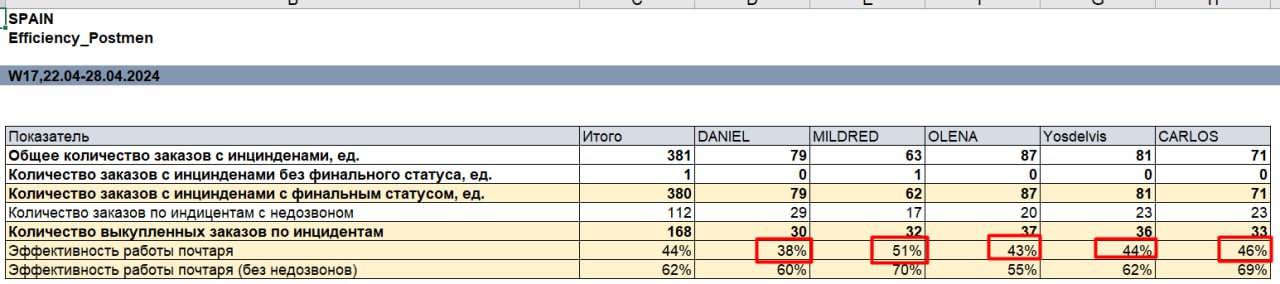 SPAIN
Efficiency_Postmen
W17,22.04-28.04.2024
Показатель Итого DANIEL MILDRED OLENA Yosdelvis CARLOS
Общее количество заказов с инцинденами, ед. 381 79 63 87 81 71
Количество заказов с инцинденами без финального статуса, ед. 1 0 1 0 0 0
Количество заказов с инцинденами с финальным статусом, ед. 380 79 62 87 81 71
Количество заказов по индицентам с недозвоном 112 29 17 20 23 23
Количество выкупленных заказов по инцидентам 168 30 32 37 36 33
Эффективность работы почтаря 44% 38% 51% 43% 44% 46%
Эффективность работы почтаря (без недозвонов) 62% 60% 70% 55% 62% 69%